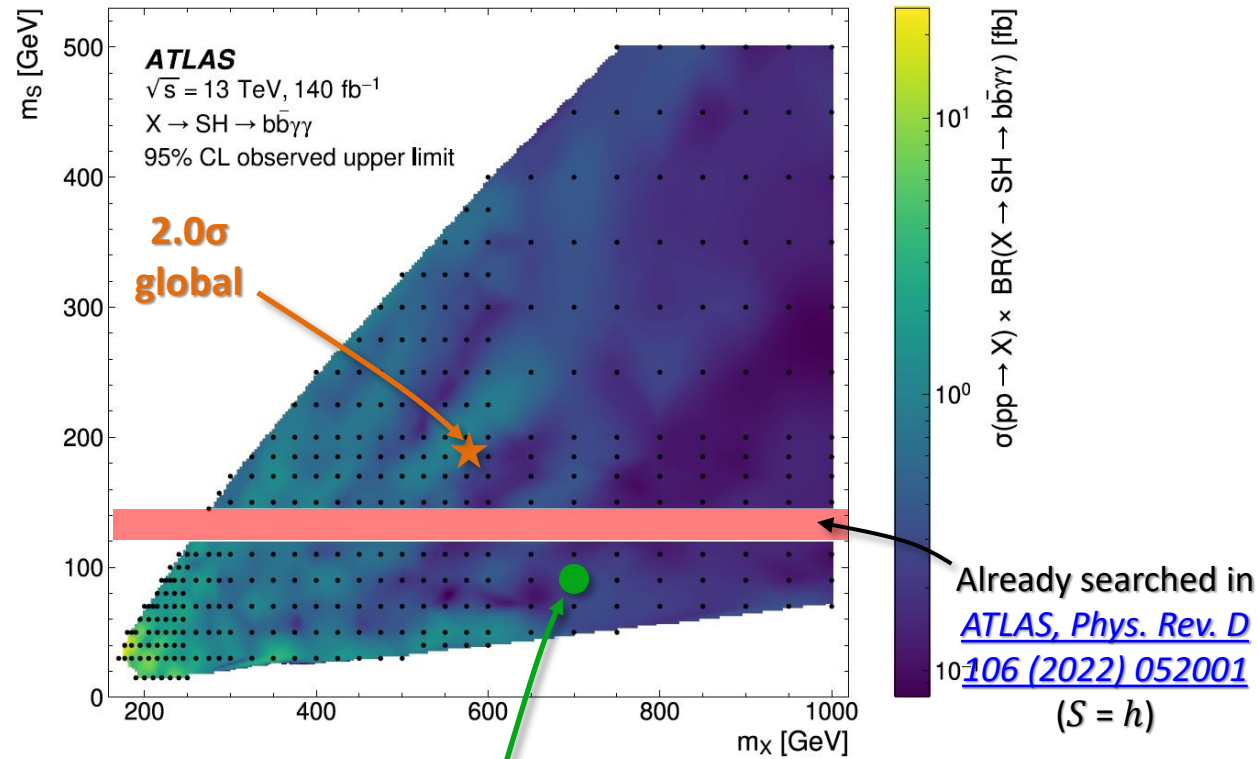 m_S [GeV]
500
400
300
200
100
0
ATLAS
√s = 13 TeV, 140 fb⁻¹
X → SH → bb̄γγ
95% CL observed upper limit
2.0σ
global
200
400
600
800
1000
m_X [GeV]
10¹
10⁰
10⁻¹
σ(pp → X) × BR(X → SH → bb̄γγ) [fb]
Already searched in
ATLAS, Phys. Rev. D
106 (2022) 052001
(S = h)